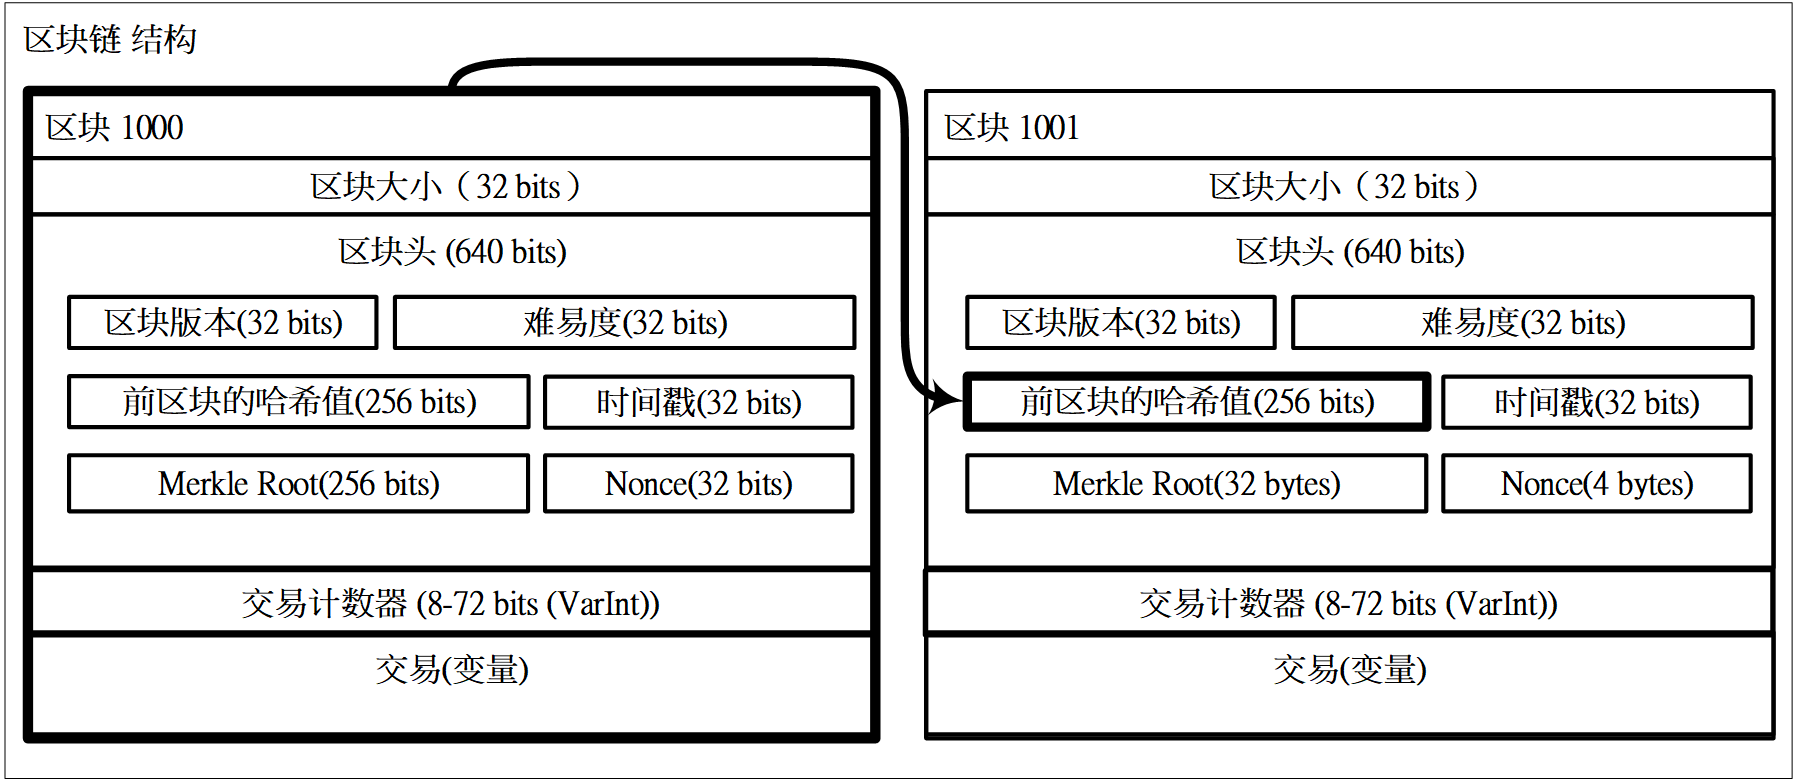 区块链 结构
区块 1000
区块大小（32 bits）
区块头 (640 bits)
区块版本(32 bits)
难易度(32 bits)
前区块的哈希值(256 bits)
时间戳(32 bits)
Merkle Root(256 bits)
Nonce(32 bits)
交易计数器 (8-72 bits (VarInt))
交易(变量)
区块 1001
区块大小（32 bits）
区块头 (640 bits)
区块版本(32 bits)
难易度(32 bits)
前区块的哈希值(256 bits)
时间戳(32 bits)
Merkle Root(32 bytes)
Nonce(4 bytes)
交易计数器 (8-72 bits (VarInt))
交易(变量)